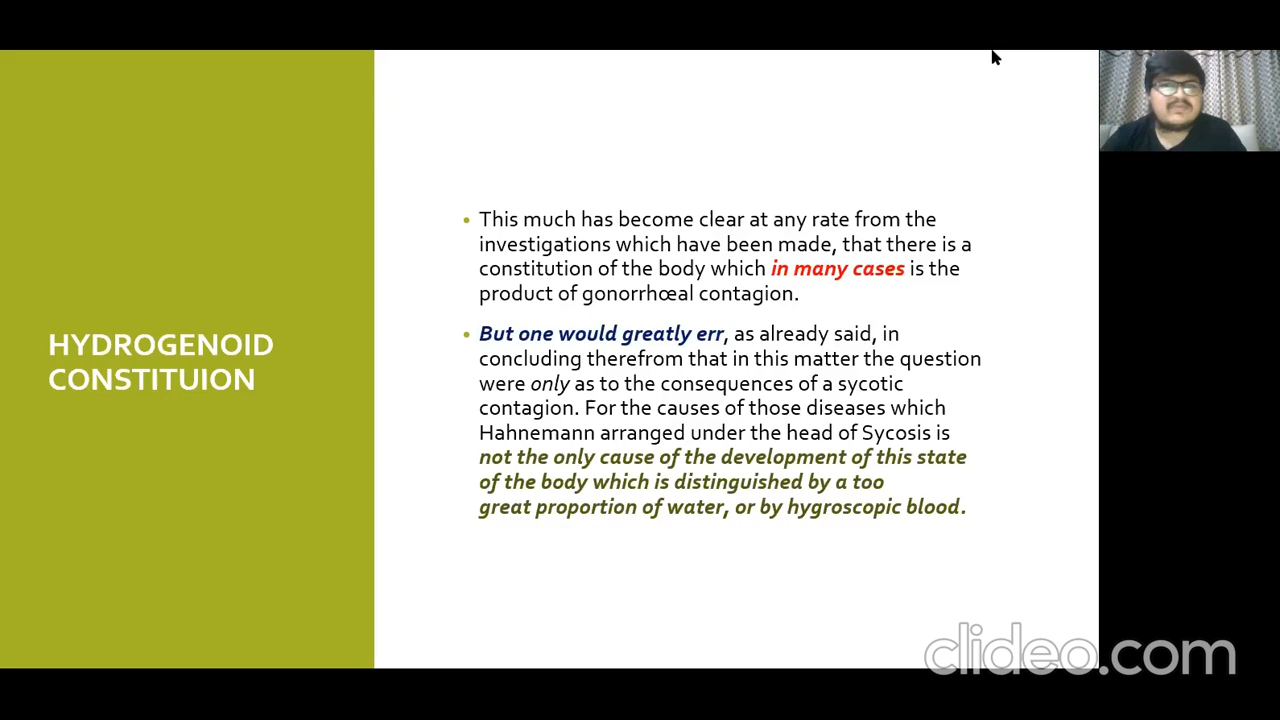 HYDROGENOID
CONSTITUION
• This much has become clear at any rate from the
investigations which have been made, that there is a
constitution of the body which in many cases is the
product of gonorrhœal contagion.
• But one would greatly err, as already said, in
concluding therefrom that in this matter the question
were only as to the consequences of a sycotic
contagion. For the causes of those diseases which
Hahnemann arranged under the head of Sycosis is
not the only cause of the development of this state
of the body which is distinguished by a too
great proportion of water, or by hygroscopic blood.
clideo.com